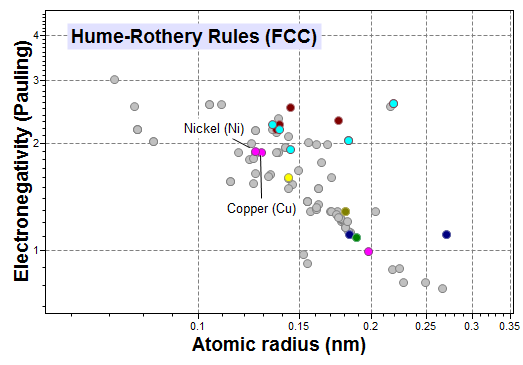 Hume-Rothery Rules (FCC)
Electronegativity (Pauling)
4
3
2
1
Nickel (Ni)
Copper (Cu)
0.1
0.15
0.2
0.25
0.3
0.35
Atomic radius (nm)